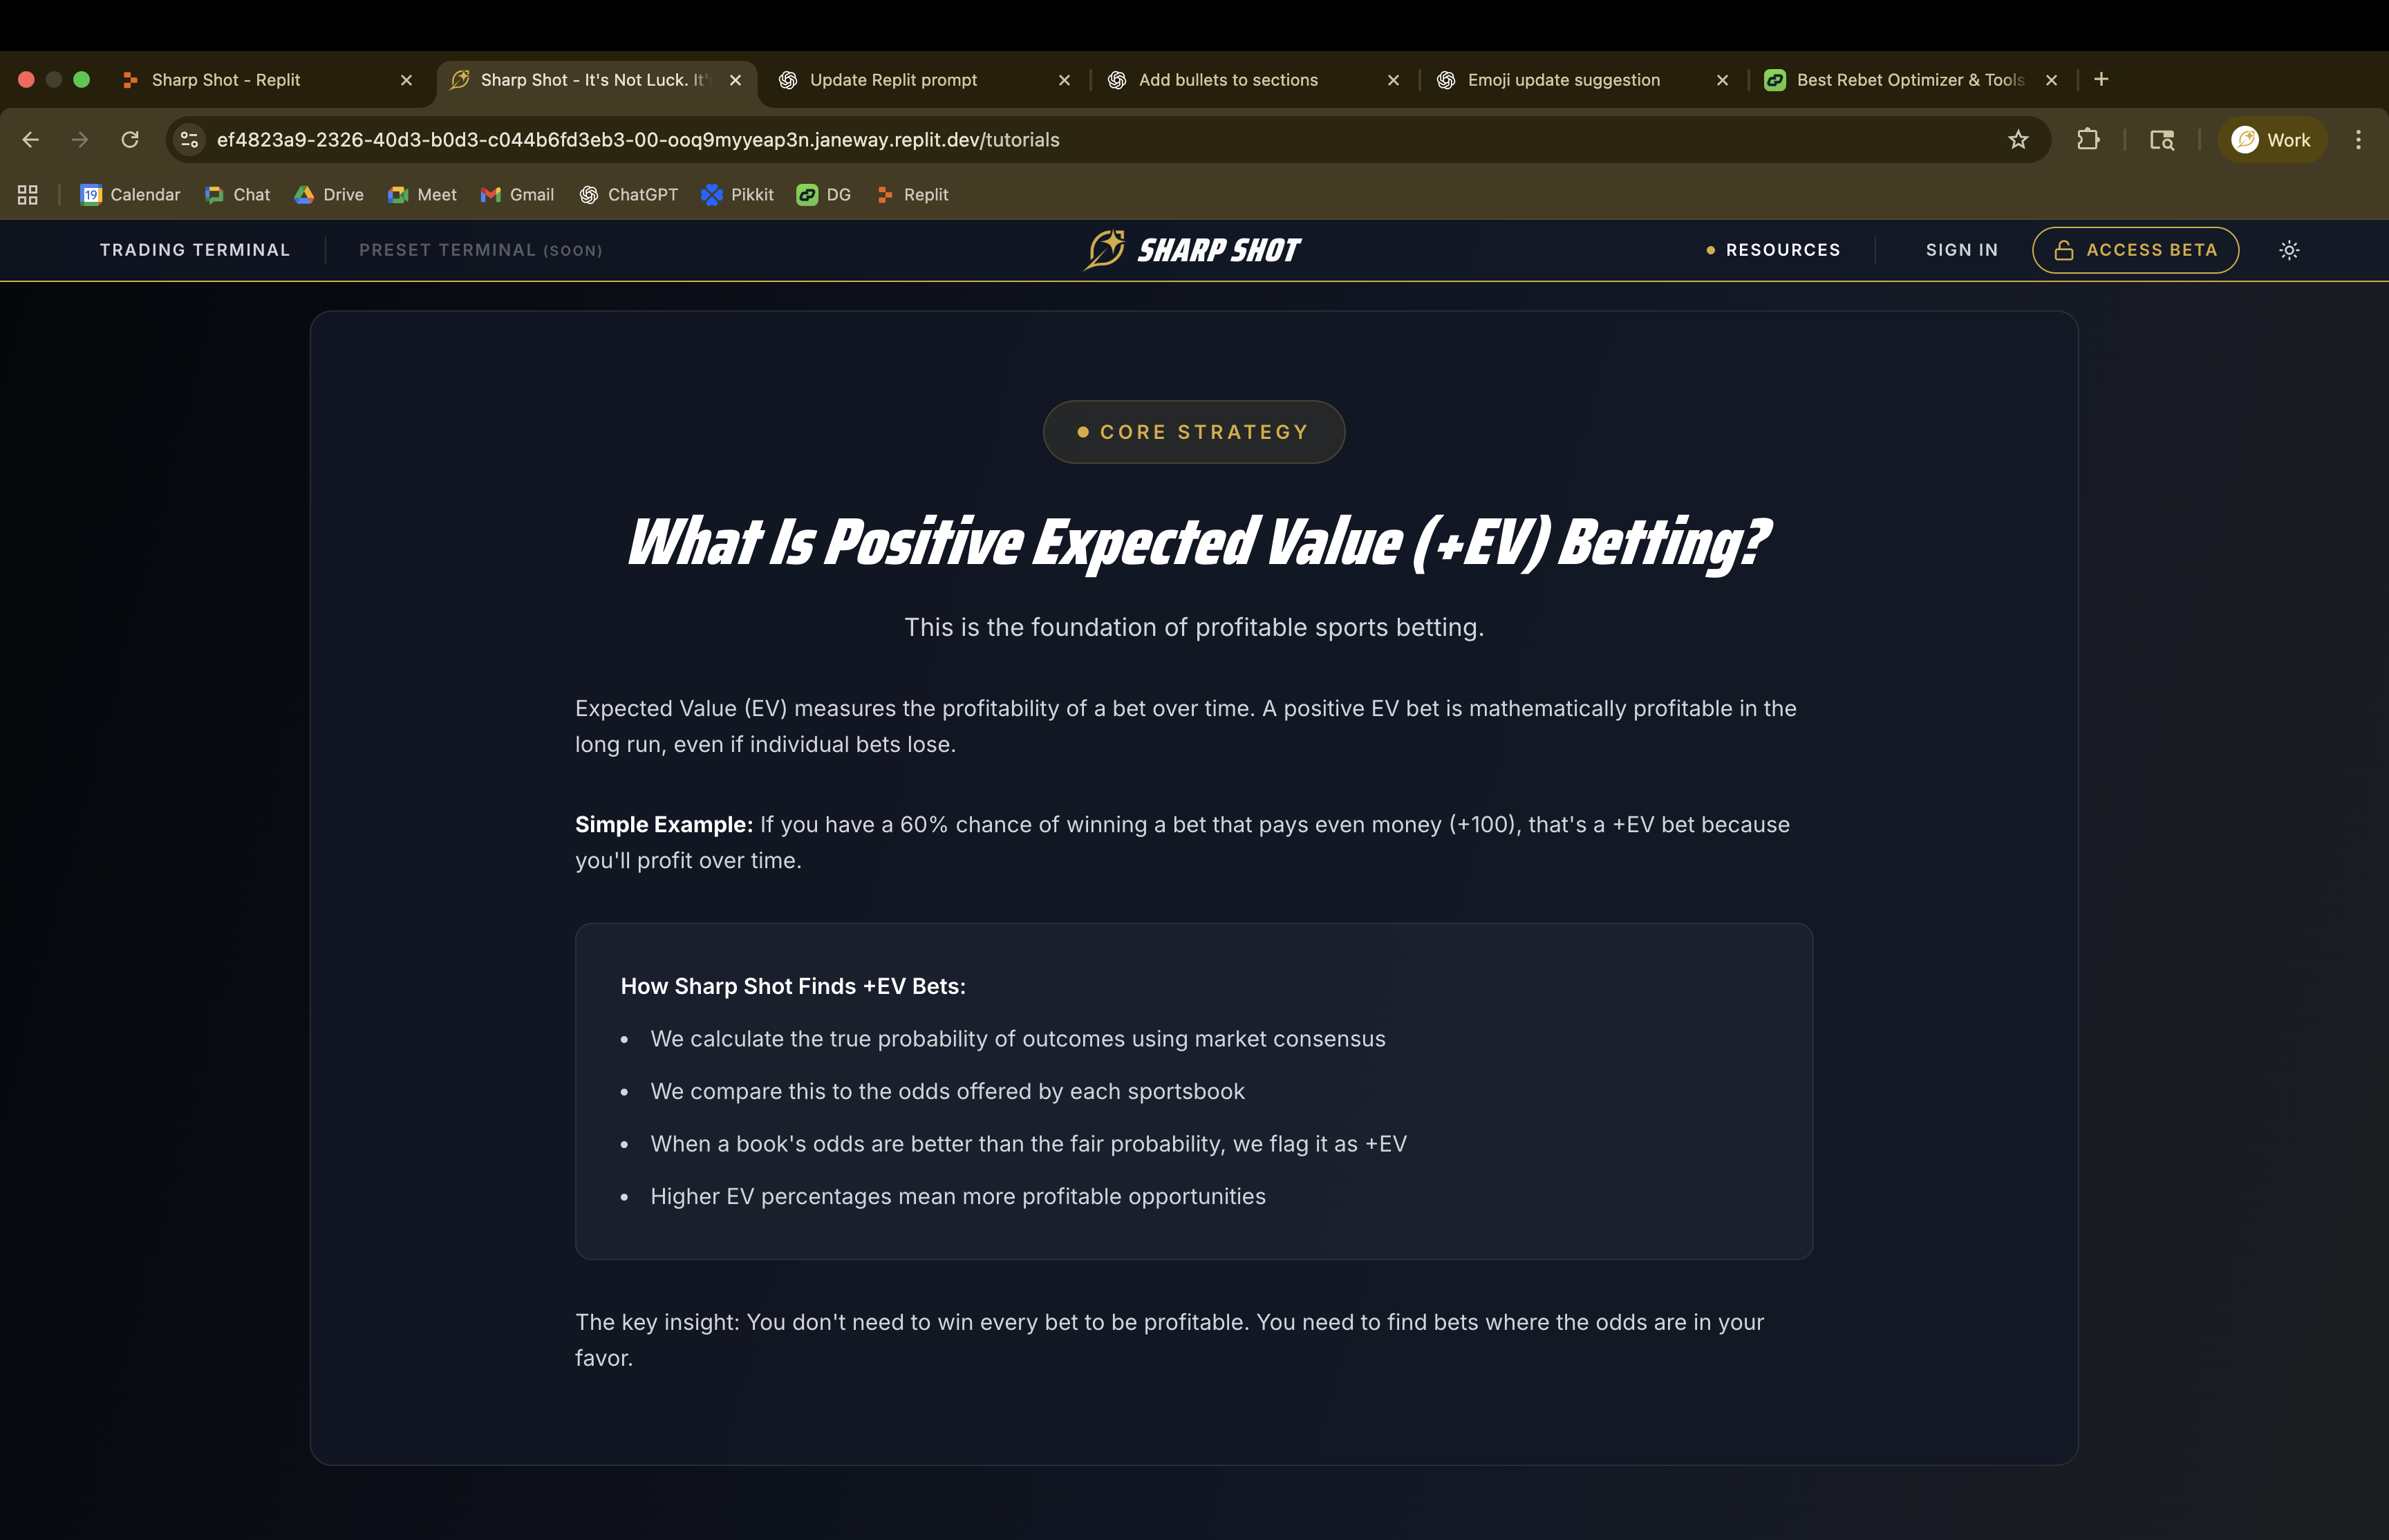 Sharp Shot - Replit
Sharp Shot - It's Not Luck. It's
Update Replit prompt
Add bullets to sections
Emoji update suggestion
Best Rebet Optimizer & Tools
ef4823a9-2326-40d3-b0d3-c044b6fd3eb3-00-ooq9myyeap3n.janeway.replit.dev/tutorials
Work
19 Calendar
Chat
Drive
Meet
Gmail
ChatGPT
Pikkit
DG
Replit
TRADING TERMINAL
PRESET TERMINAL (SOON)
SHARP SHOT
RESOURCES
SIGN IN
ACCESS BETA
CORE STRATEGY
What Is Positive Expected Value (+EV) Betting?
This is the foundation of profitable sports betting.
Expected Value (EV) measures the profitability of a bet over time. A positive EV bet is mathematically profitable in the
long run, even if individual bets lose.
Simple Example: If you have a 60% chance of winning a bet that pays even money (+100), that's a +EV bet because
you'll profit over time.
How Sharp Shot Finds +EV Bets:
• We calculate the true probability of outcomes using market consensus
• We compare this to the odds offered by each sportsbook
• When a book's odds are better than the fair probability, we flag it as +EV
• Higher EV percentages mean more profitable opportunities
The key insight: You don't need to win every bet to be profitable. You need to find bets where the odds are in your
favor.